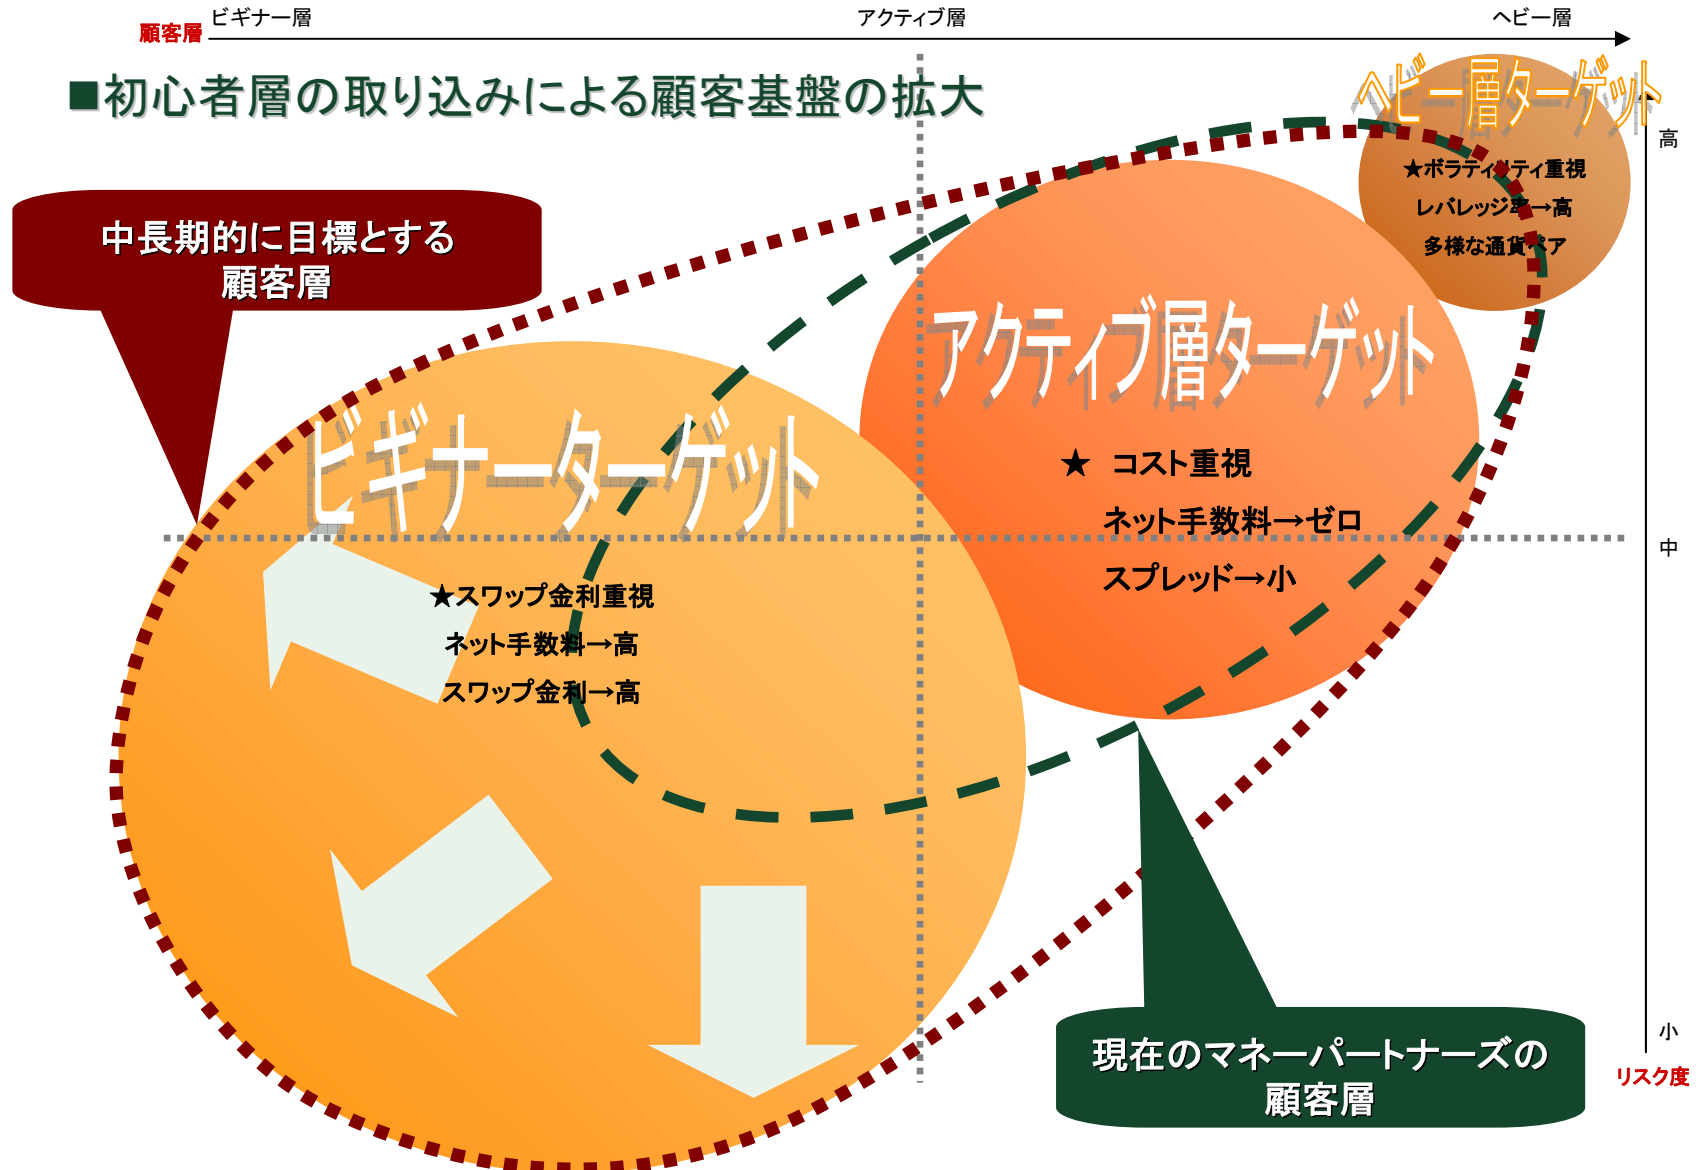 顧客層
ビギナー層
アクティブ層
ヘビー層
■初心者層の取り込みによる顧客基盤の拡大
ヘビー層ターゲット
高
★ボラティリティ重視
レバレッジ率→高
多様な通貨ペア
中長期的に目標とする
顧客層
アクティブ層ターゲット
★ コスト重視
ネット手数料→ゼロ
スプレッド→小
ビギナーターゲット
中
★スワップ金利重視
ネット手数料→高
スワップ金利→高
現在のマネーパートナーズの
顧客層
小
リスク度